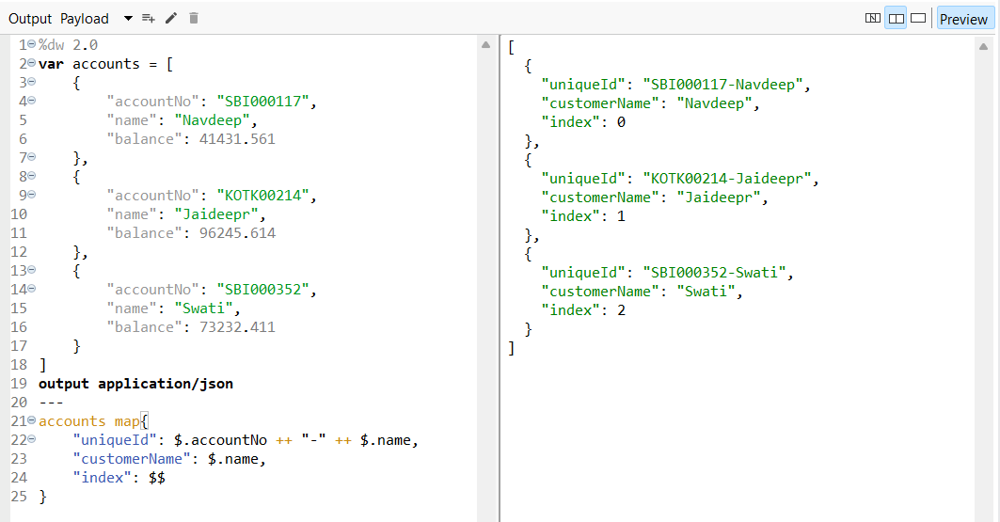 Output Payload
Preview
1 %dw 2.0
2 var accounts = [
3     {
4         "accountNo": "SBI000117",
5         "name": "Navdeep",
6         "balance": 41431.561
7     },
8     {
9         "accountNo": "KOTK00214",
10         "name": "Jaideepr",
11         "balance": 96245.614
12     },
13     {
14         "accountNo": "SBI000352",
15         "name": "Swati",
16         "balance": 73232.411
17     }
18 ]
19 output application/json
20 ---
21 accounts map{
22     "uniqueId": $.accountNo ++ "-" ++ $.name,
23     "customerName": $.name,
24     "index": $$
25 }
[
  {
    "uniqueId": "SBI000117-Navdeep",
    "customerName": "Navdeep",
    "index": 0
  },
  {
    "uniqueId": "KOTK00214-Jaideepr",
    "customerName": "Jaideepr",
    "index": 1
  },
  {
    "uniqueId": "SBI000352-Swati",
    "customerName": "Swati",
    "index": 2
  }
]